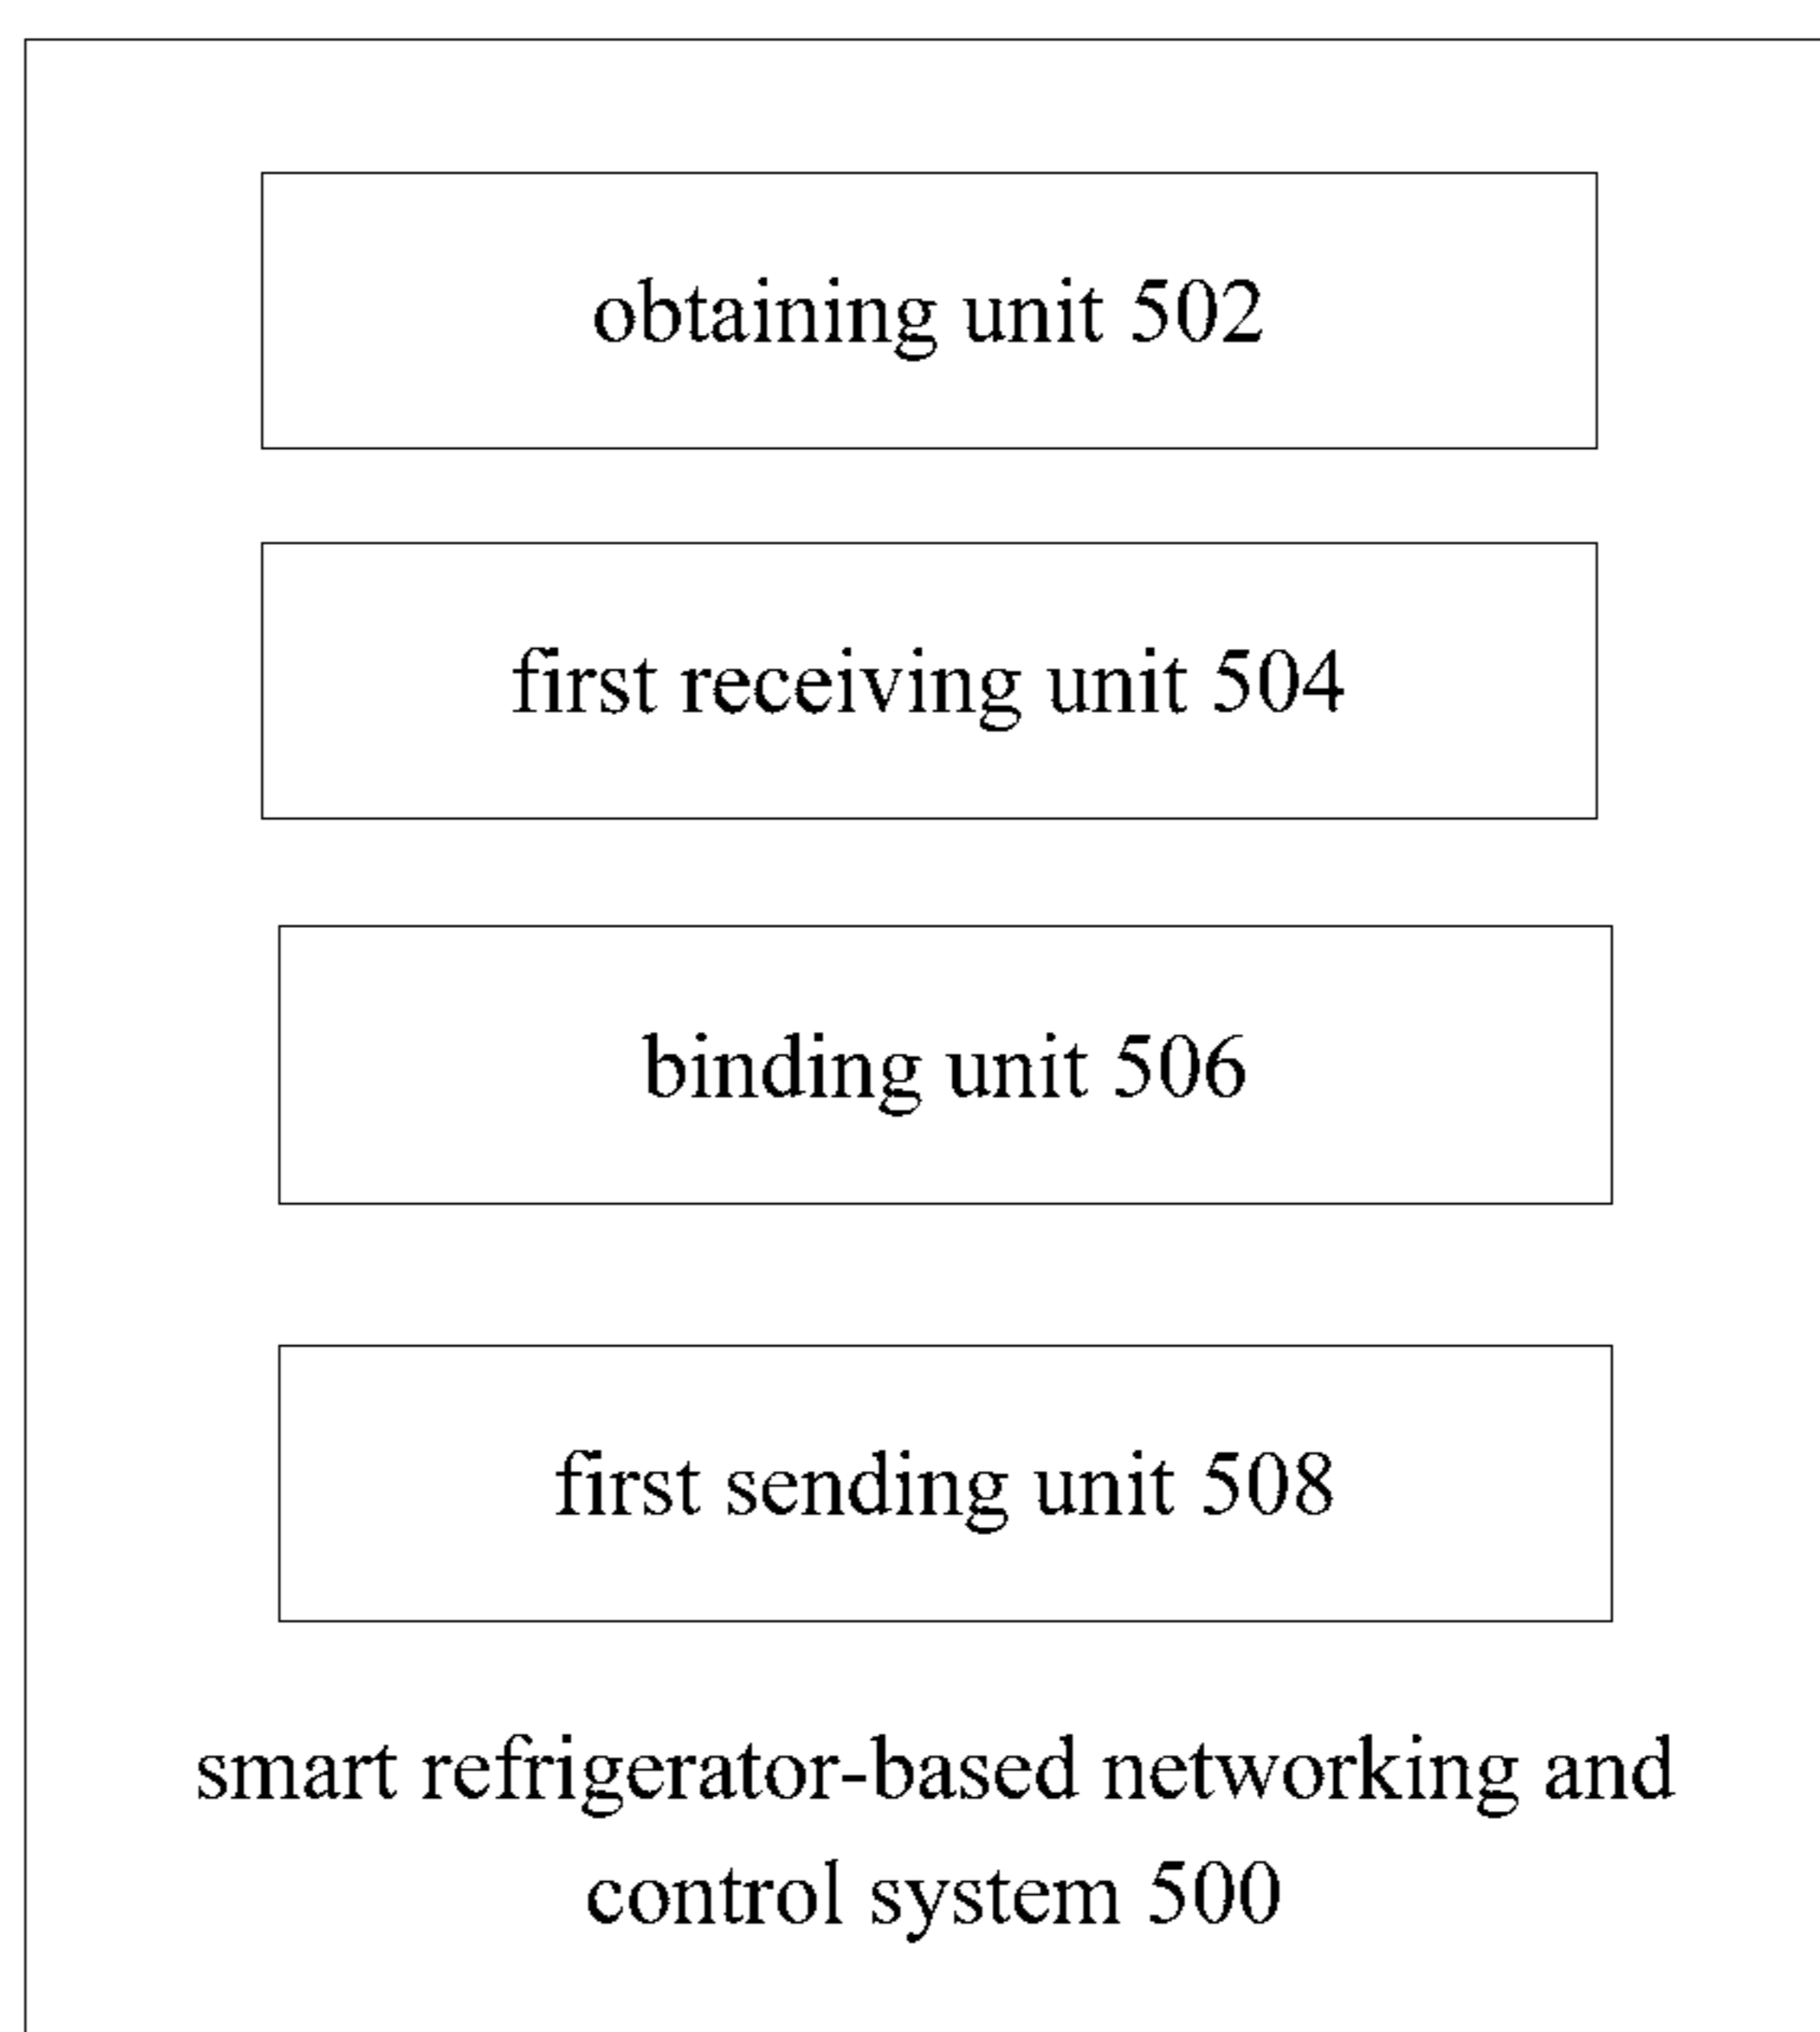 obtaining unit 502
first receiving unit 504
binding unit 506
first sending unit 508
smart refrigerator-based networking and
control system 500